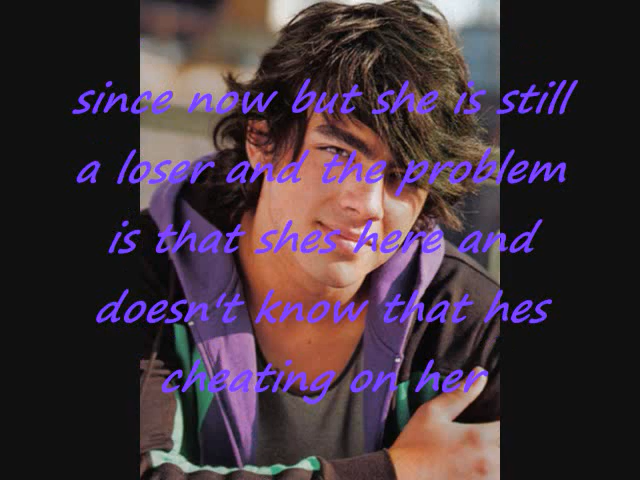 since now but she is still
a loser and the problem
is that shes here and
doesn't know that hes
cheating on her